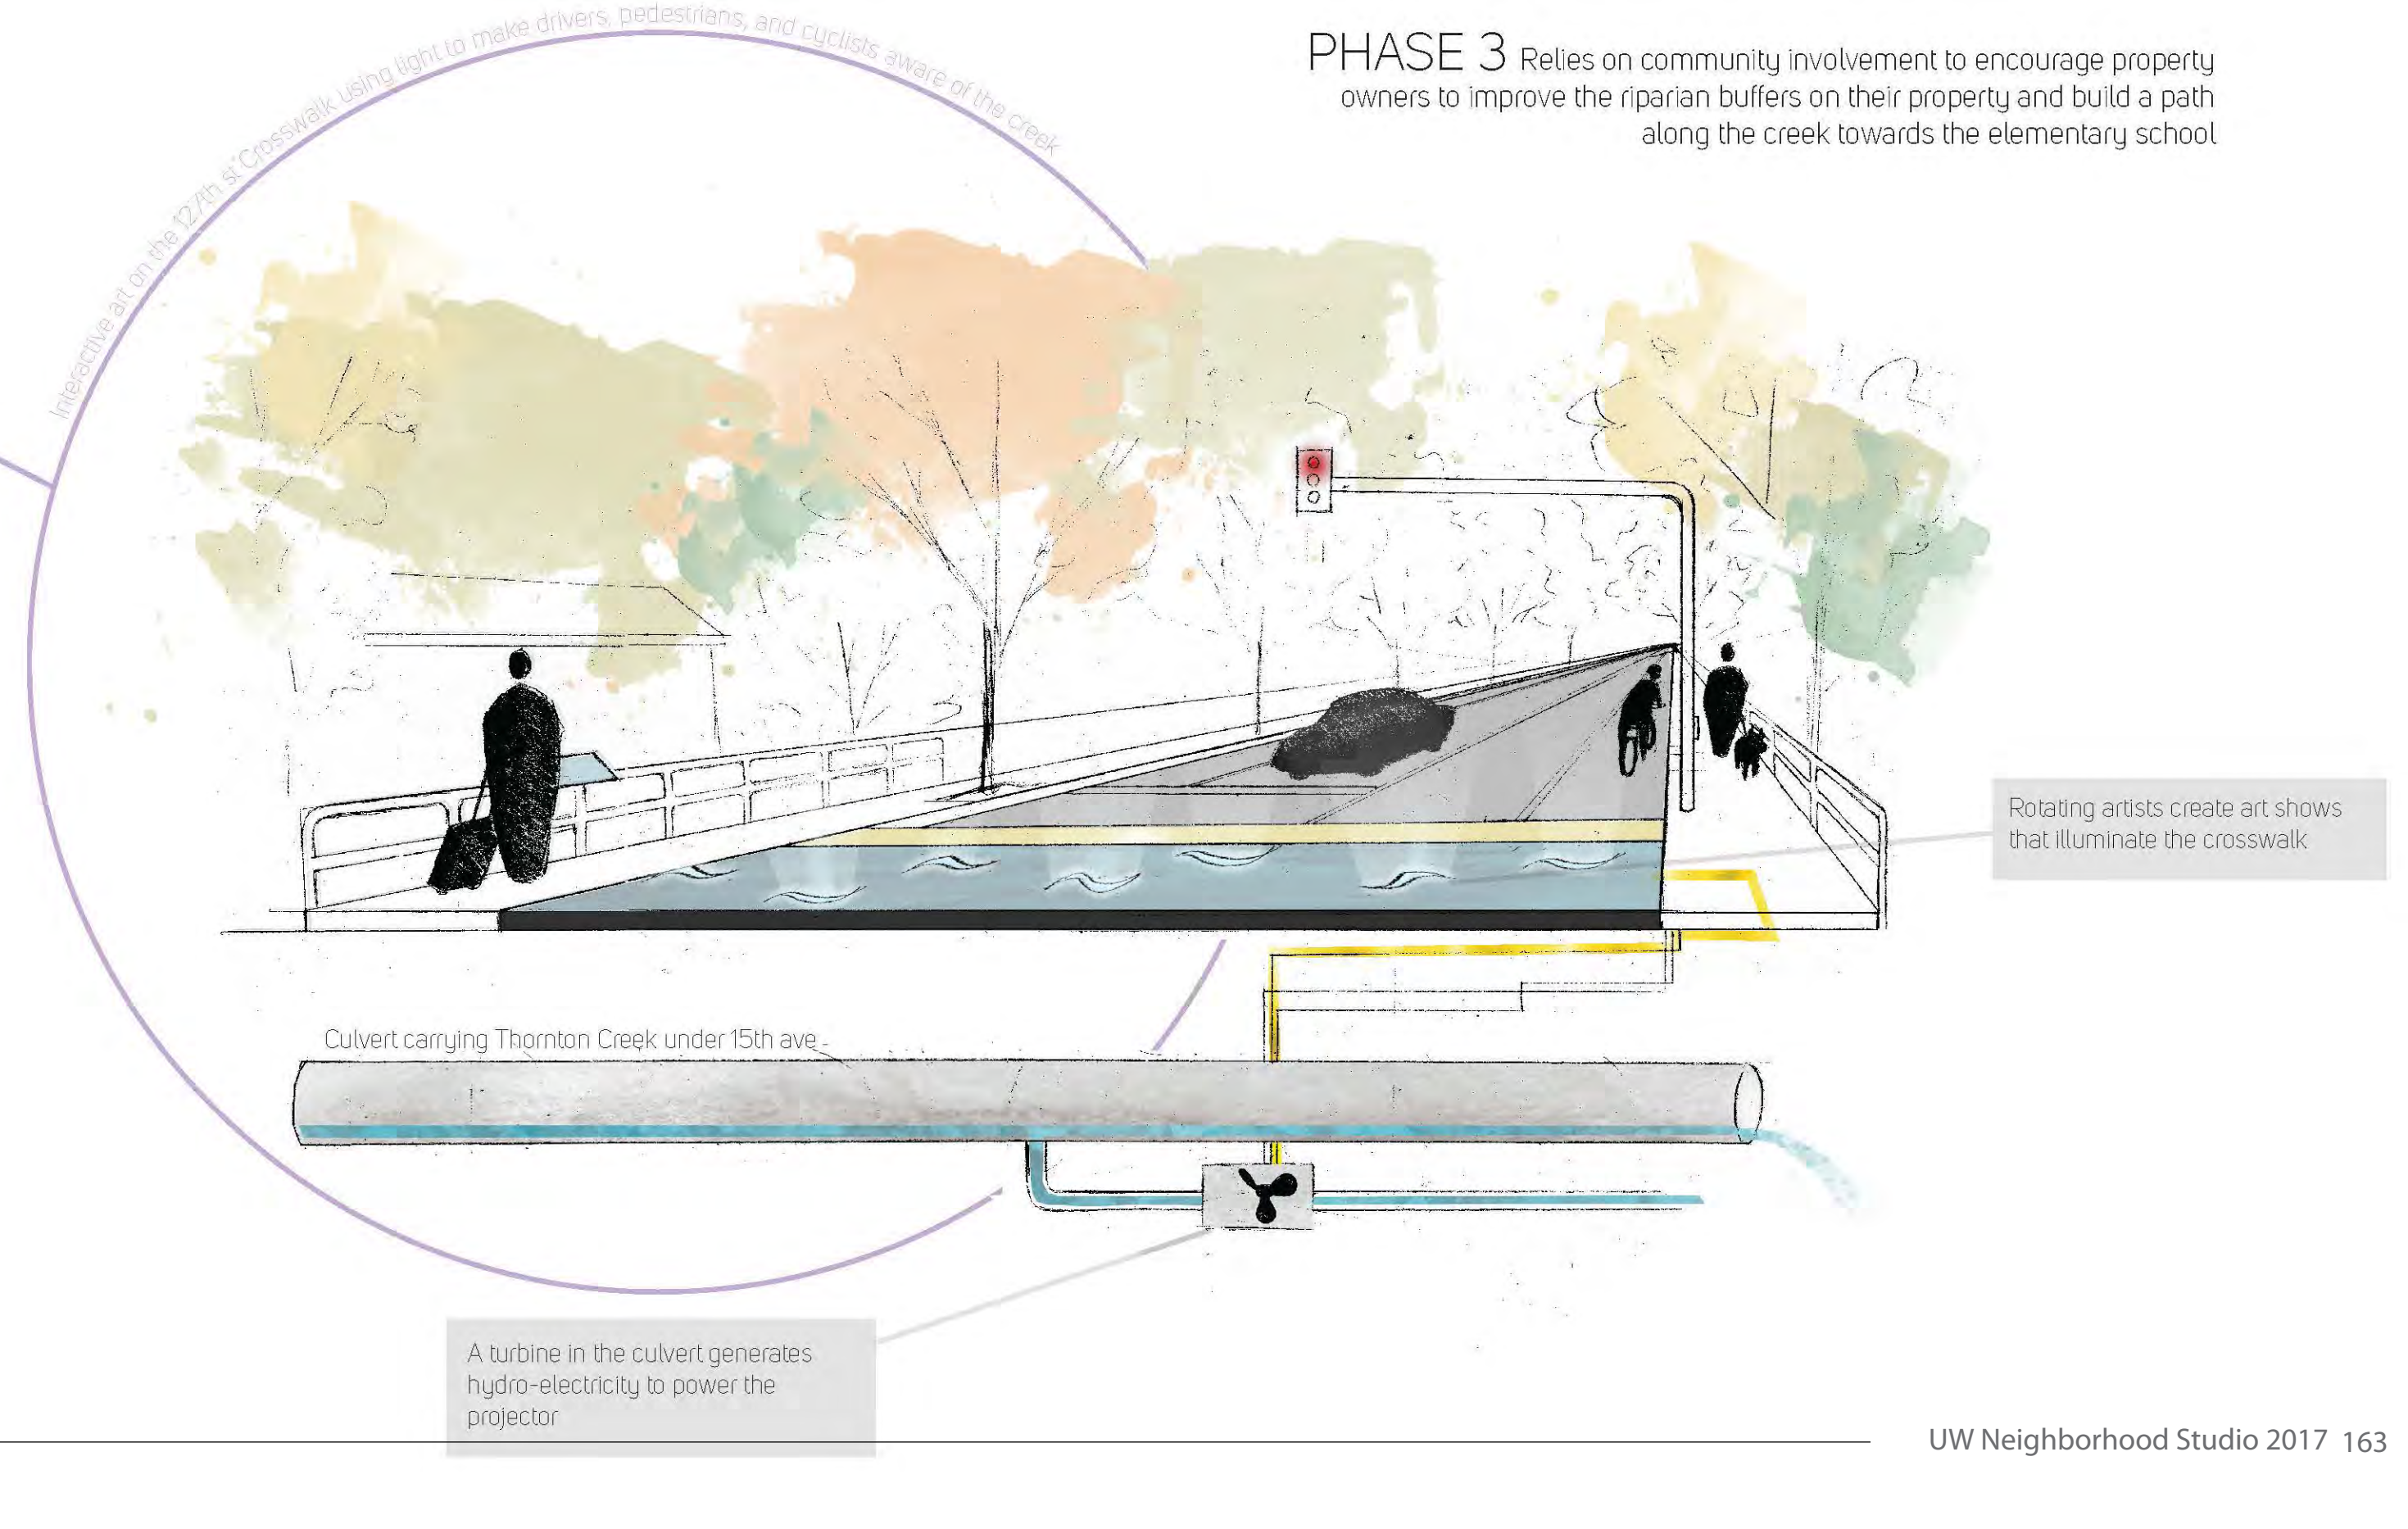 Interactive art on the 127th st Crosswalk using light to make drivers, pedestrians, and cyclists aware of the creek
PHASE 3 Relies on community involvement to encourage property
owners to improve the riparian buffers on their property and build a path
along the creek towards the elementary school
Rotating artists create art shows
that illuminate the crosswalk
Culvert carrying Thornton Creek under 15th ave
A turbine in the culvert generates
hydro-electricity to power the
projector
UW Neighborhood Studio 2017 163